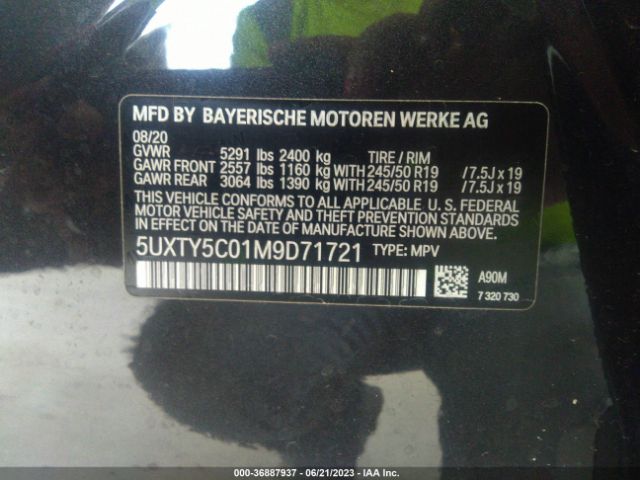 MFD BY BAYERISCHE MOTOREN WERKE AG
08/20
GVWR 5291 lbs 2400 kg TIRE / RIM
GAWR FRONT 2557 lbs 1160 kg WITH 245/50 R19 /7.5J x 19
GAWR REAR 3064 lbs 1390 kg WITH 245/50 R19 /7.5J x 19
THIS VEHICLE CONFORMS TO ALL APPLICABLE U. S. FEDERAL
MOTOR VEHICLE SAFETY AND THEFT PREVENTION STANDARDS
IN EFFECT ON THE DATE OF MANUFACTURE SHOWN ABOVE.
5UXTY5C01M9D71721 TYPE: MPV
A90M
7 320 730
000-36887937 - 06/21/2023 - IAA Inc.